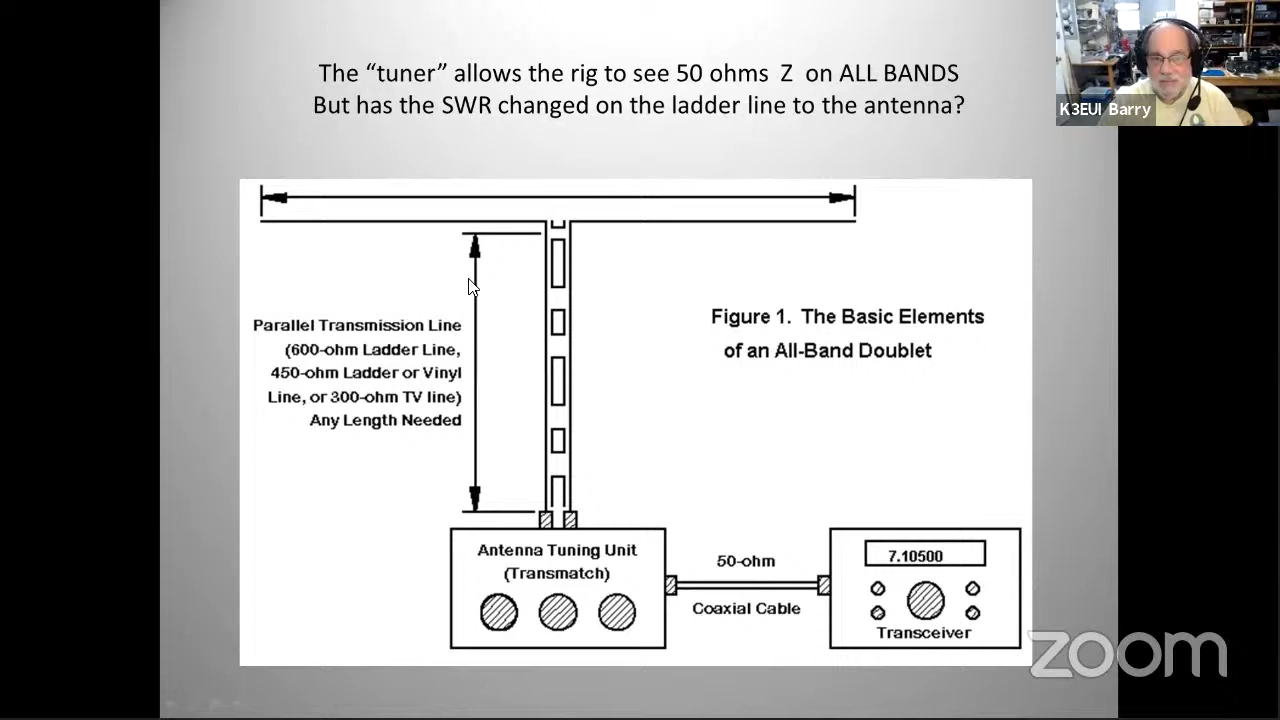 The “tuner” allows the rig to see 50 ohms Z on ALL BANDS
But has the SWR changed on the ladder line to the antenna?
K3EUI Barry
Parallel Transmission Line
(600-ohm Ladder Line,
450-ohm Ladder or Vinyl
Line, or 300-ohm TV line)
Any Length Needed
Figure 1. The Basic Elements
of an All-Band Doublet
Antenna Tuning Unit
(Transmatch)
50-ohm
Coaxial Cable
7.10500
Transceiver
zoom